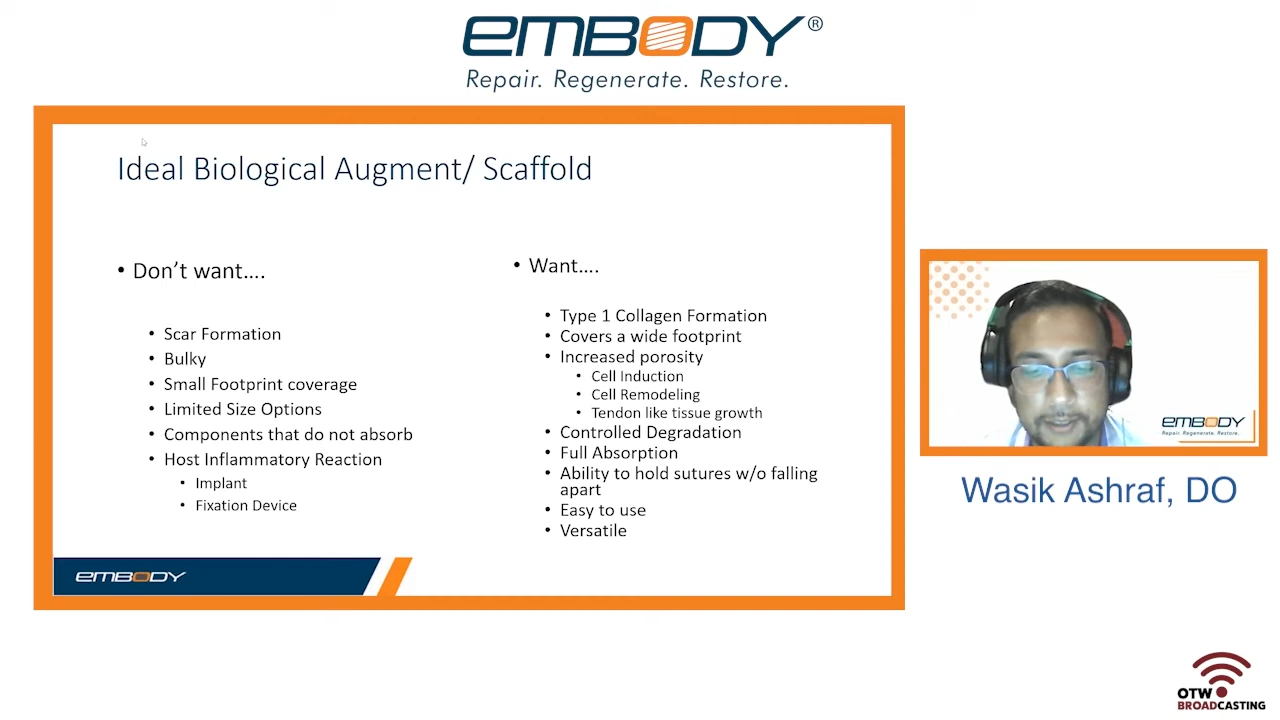 embody®
Repair. Regenerate. Restore.
Ideal Biological Augment/ Scaffold
• Don’t want….
• Scar Formation
• Bulky
• Small Footprint coverage
• Limited Size Options
• Components that do not absorb
• Host Inflammatory Reaction
• Implant
• Fixation Device
• Want….
• Type 1 Collagen Formation
• Covers a wide footprint
• Increased porosity
• Cell Induction
• Cell Remodeling
• Tendon like tissue growth
• Controlled Degradation
• Full Absorption
• Ability to hold sutures w/o falling
apart
• Easy to use
• Versatile
embody
embody
Repair. Regenerate. Restore.
Wasik Ashraf, DO
OTW
BROADCASTING